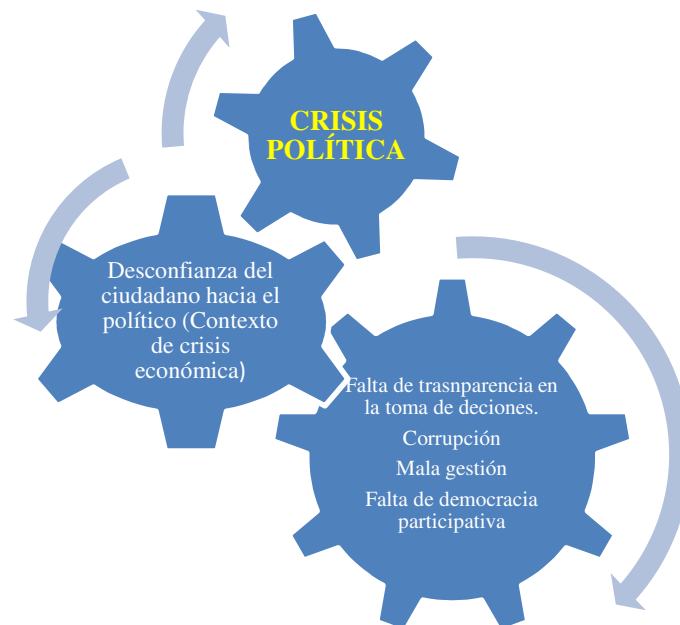 CRISIS
POLÍTICA
Desconfianza del
ciudadano hacia el
político (Contexto
de crisis
económica)
Falta de trasnparencia en
la toma de deciones.
Corrupción
Mala gestión
Falta de democracia
participativa